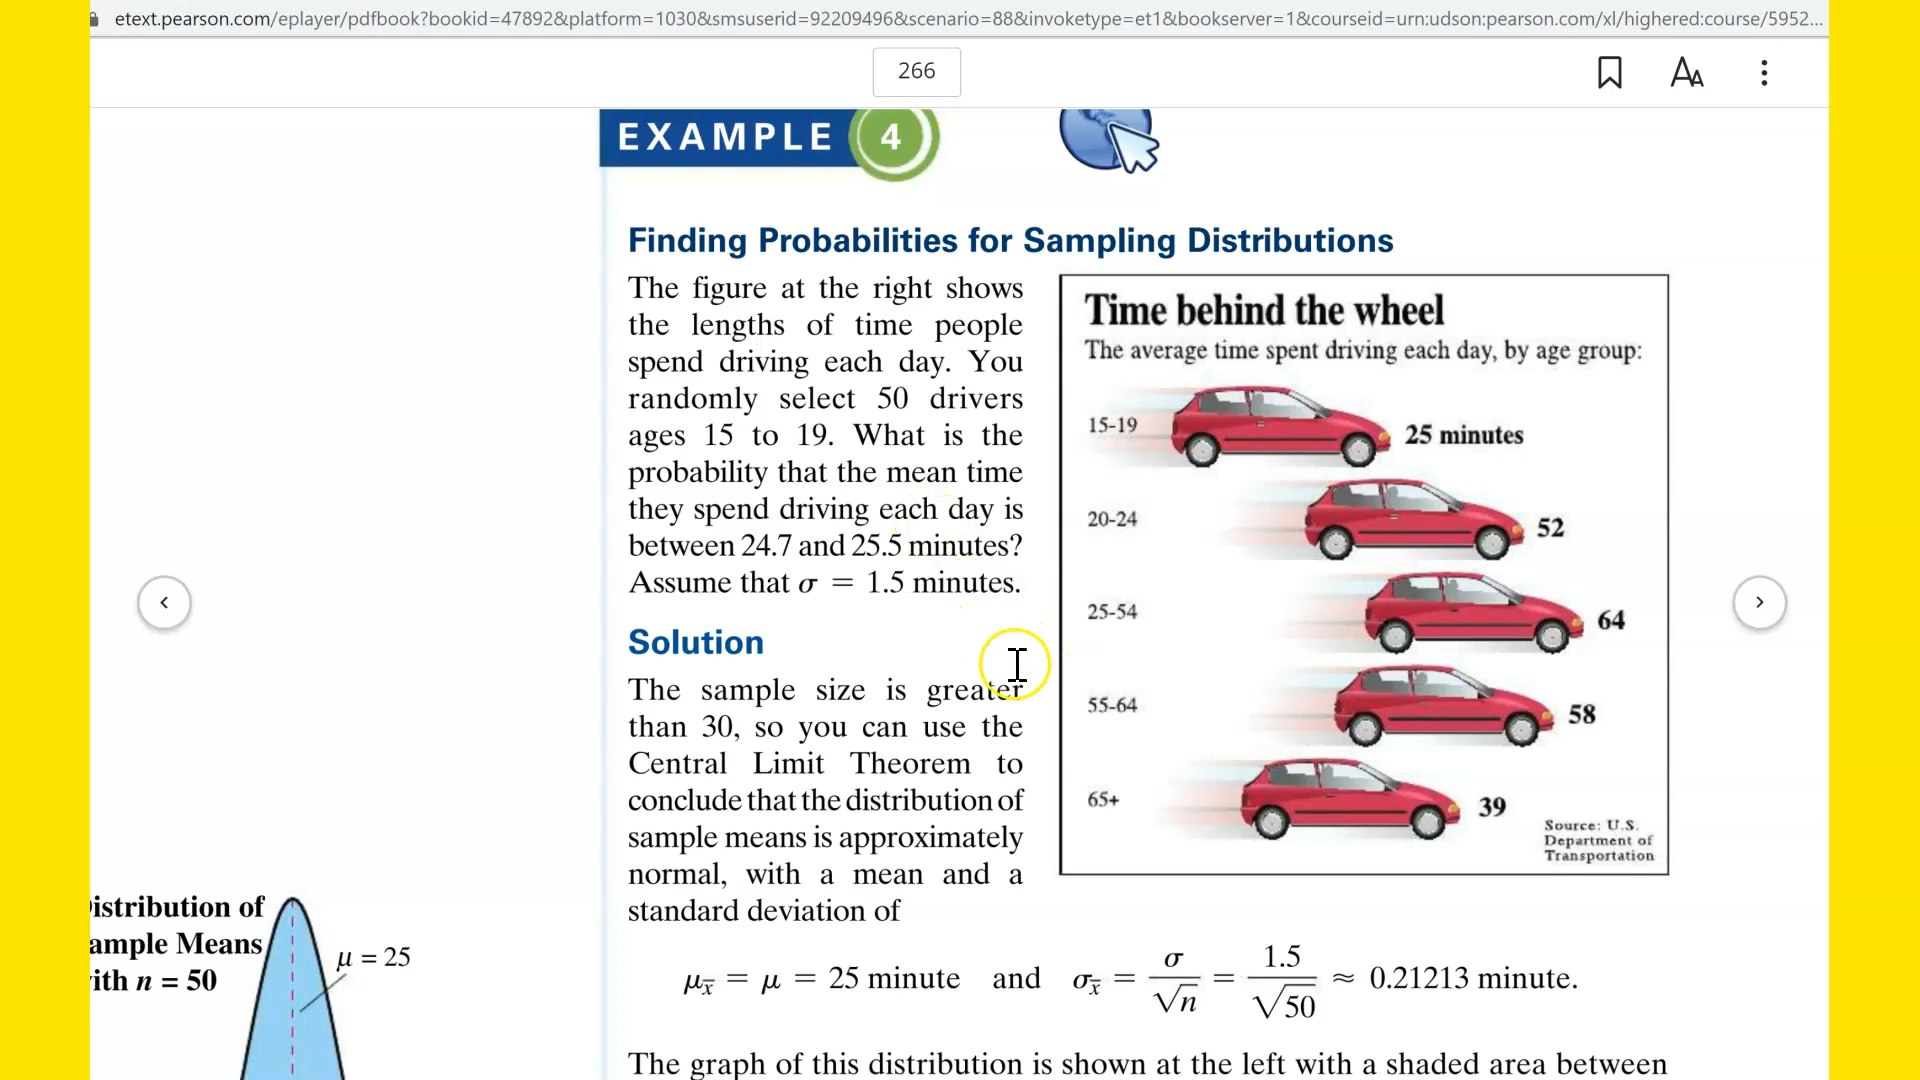 etext.pearson.com/eplayer/pdfbook?bookid=47892&platform=1030&smsuserid=92209496&scenario=88&invoketype=et1&bookserver=1&courseid=urn:udson:pearson.com/xl/highered:course/5952...
266
AA
EXAMPLE 4
Finding Probabilities for Sampling Distributions
The figure at the right shows
the lengths of time people
spend driving each day. You
randomly select 50 drivers
ages 15 to 19. What is the
probability that the mean time
they spend driving each day is
between 24.7 and 25.5 minutes?
Assume that σ = 1.5 minutes.
Time behind the wheel
The average time spent driving each day, by age group:
15-19 25 minutes
20-24 52
25-54 64
55-64 58
65+ 39
Source: U.S.
Department of
Transportation
Solution
The sample size is greater
than 30, so you can use the
Central Limit Theorem to
conclude that the distribution of
sample means is approximately
normal, with a mean and a
standard deviation of
μx̄ = μ = 25 minute and σx̄ = σ/√n = 1.5/√50 ≈ 0.21213 minute.
The graph of this distribution is shown at the left with a shaded area between
istribution of
ample Means
ith n = 50
μ = 25